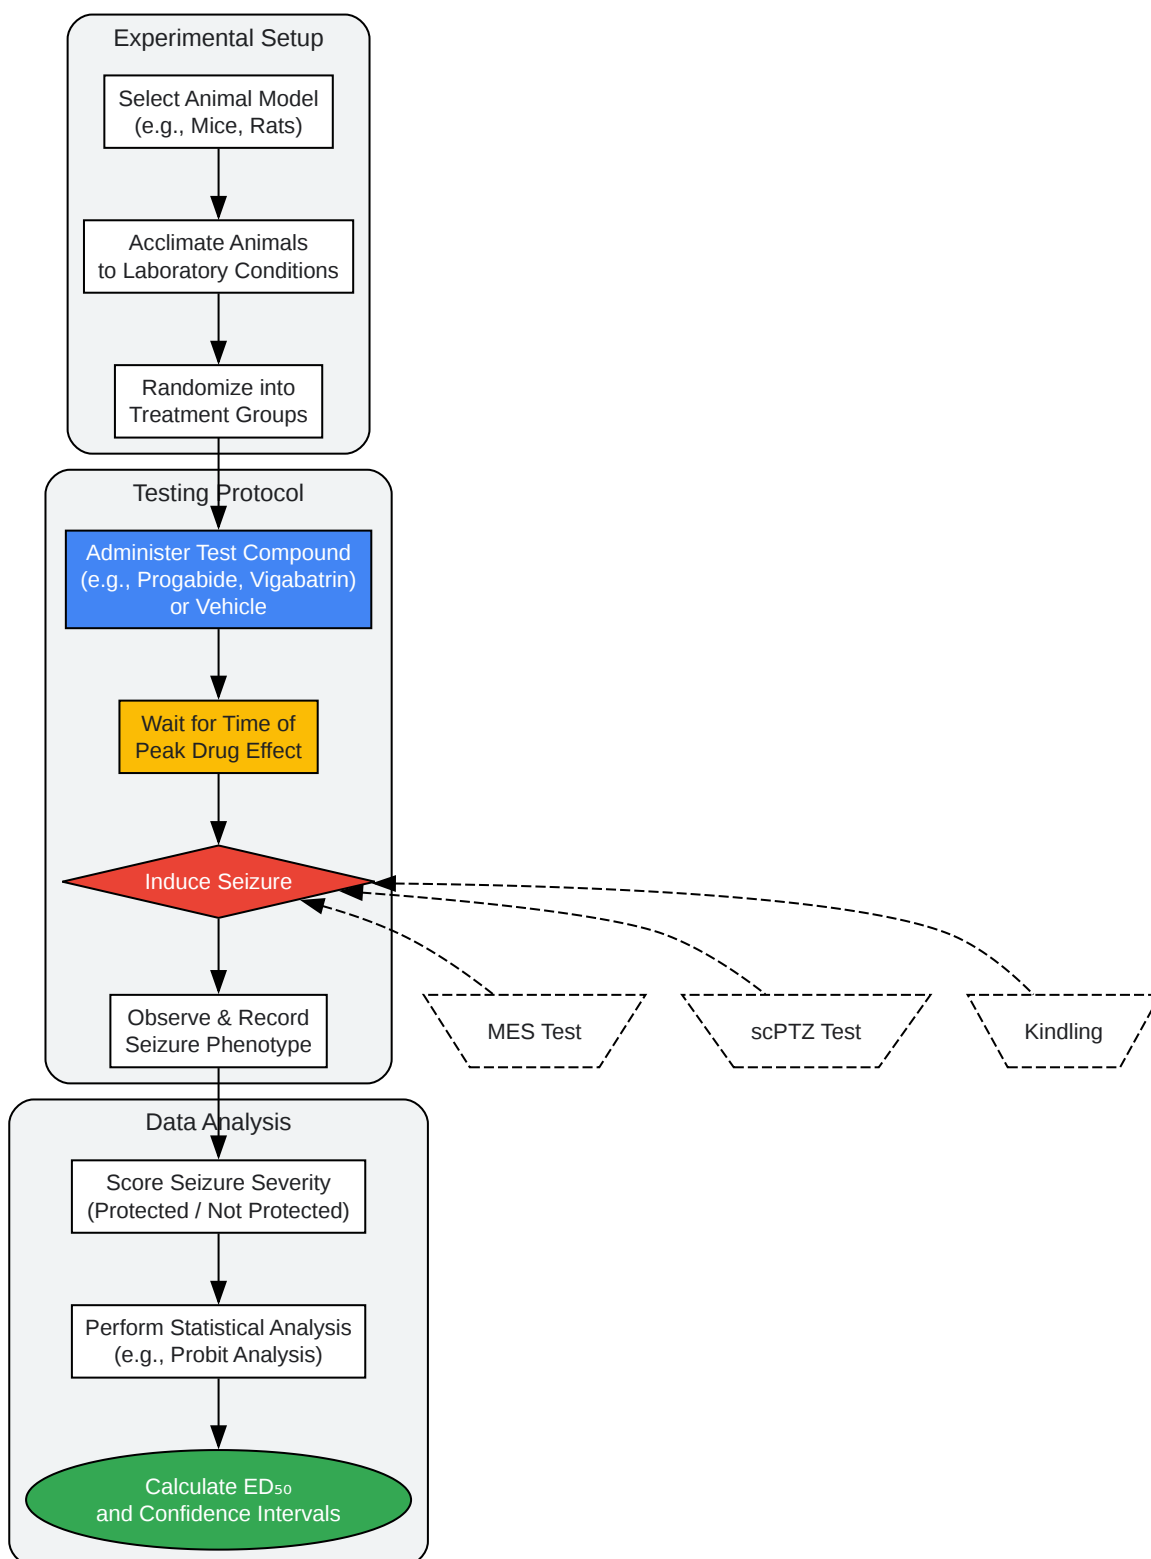 Experimental Setup
Select Animal Model
(e.g., Mice, Rats)
Acclimate Animals
to Laboratory Conditions
Randomize into
Treatment Groups
Testing Protocol
Administer Test Compound
(e.g., Progabide, Vigabatrin)
or Vehicle
Wait for Time of
Peak Drug Effect
Induce Seizure
Observe & Record
Seizure Phenotype
MES Test
scPTZ Test
Kindling
Data Analysis
Score Seizure Severity
(Protected / Not Protected)
Perform Statistical Analysis
(e.g., Probit Analysis)
Calculate ED₅₀
and Confidence Intervals